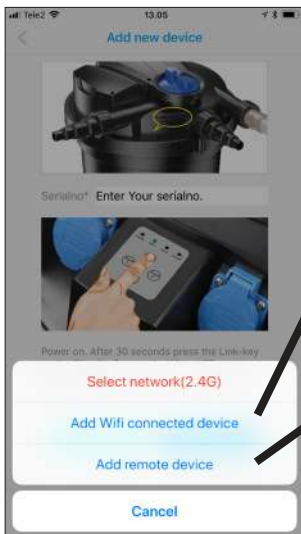 Tele2
13.05
Add new device
Serialno* Enter Your serialno.
Power on. After 30 seconds press the Link-key
Select network(2.4G)
Add Wifi connected device
Add remote device
Cancel